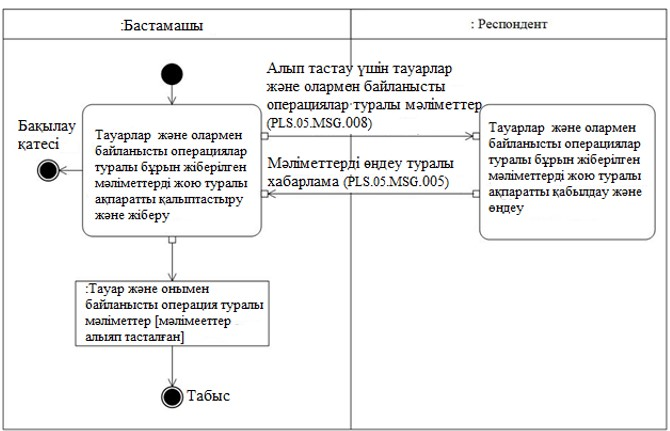 :Бастамашы
: Респондент
Алып тастау үшін тауарлар
және олармен байланысты
операциялар туралы мәліметтер
(PLS.05.MSG.008)
Бақылау
қатесі
Тауарлар және олармен
байланысты операциялар
туралы бұрын жіберілген
мәліметтерді жою туралы
ақпаратты қалыптастыру
және жіберу
Мәліметтерді өңдеу туралы
хабарлама (PLS.05.MSG.005)
Тауарлар және олармен
байланысты операциялар
туралы бұрын жіберілген
мәліметтерді жою туралы
ақпаратты қабылдау және
өңдеу
:Тауар және онымен
байланысты операция туралы
мәліметтер [мәлімееттер
алыяп тасталған]
Табыс